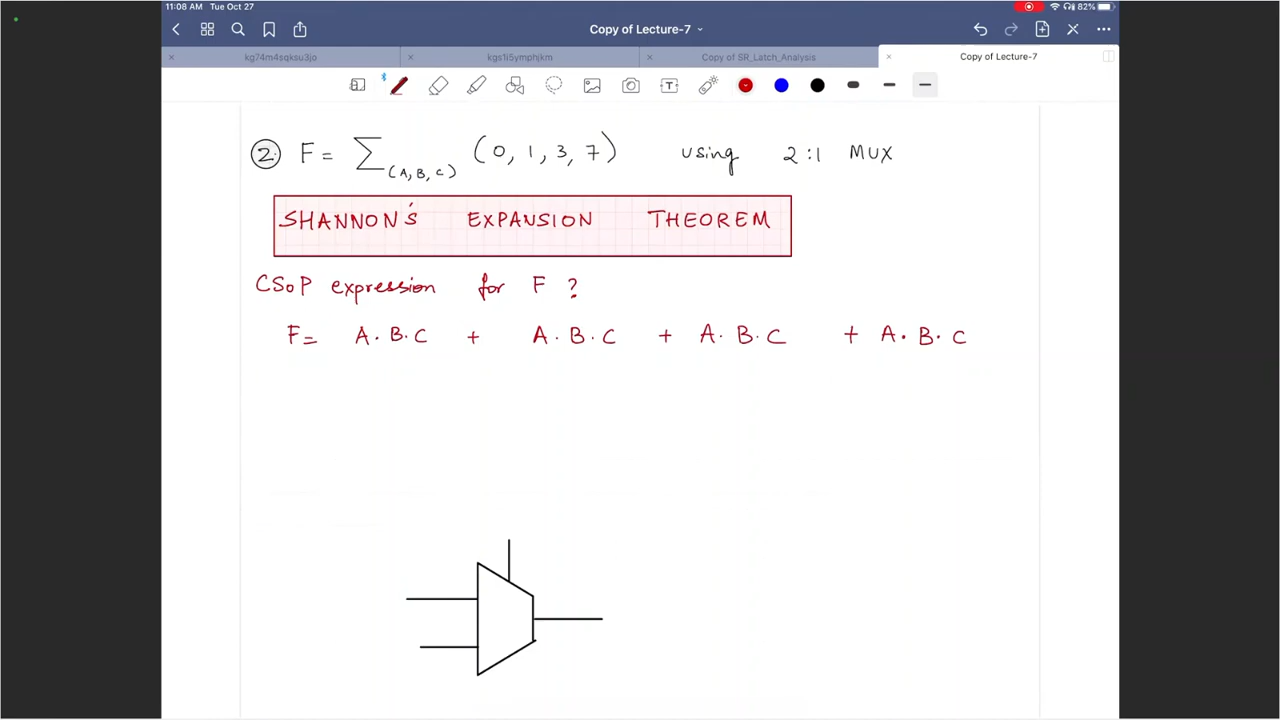 11:08 AM Tue Oct 27
82%
Copy of Lecture-7
kg74m4sqksu3jo kgs1i5ymphjkm Copy of SR_Latch_Analysis Copy of Lecture-7
2. F = ∑(A, B, C) (0, 1, 3, 7) using 2:1 MUX
SHANNON'S EXPANSION THEOREM
CSoP expression for F ?
F = A·B·C + A·B·C + A·B·C + A·B·C